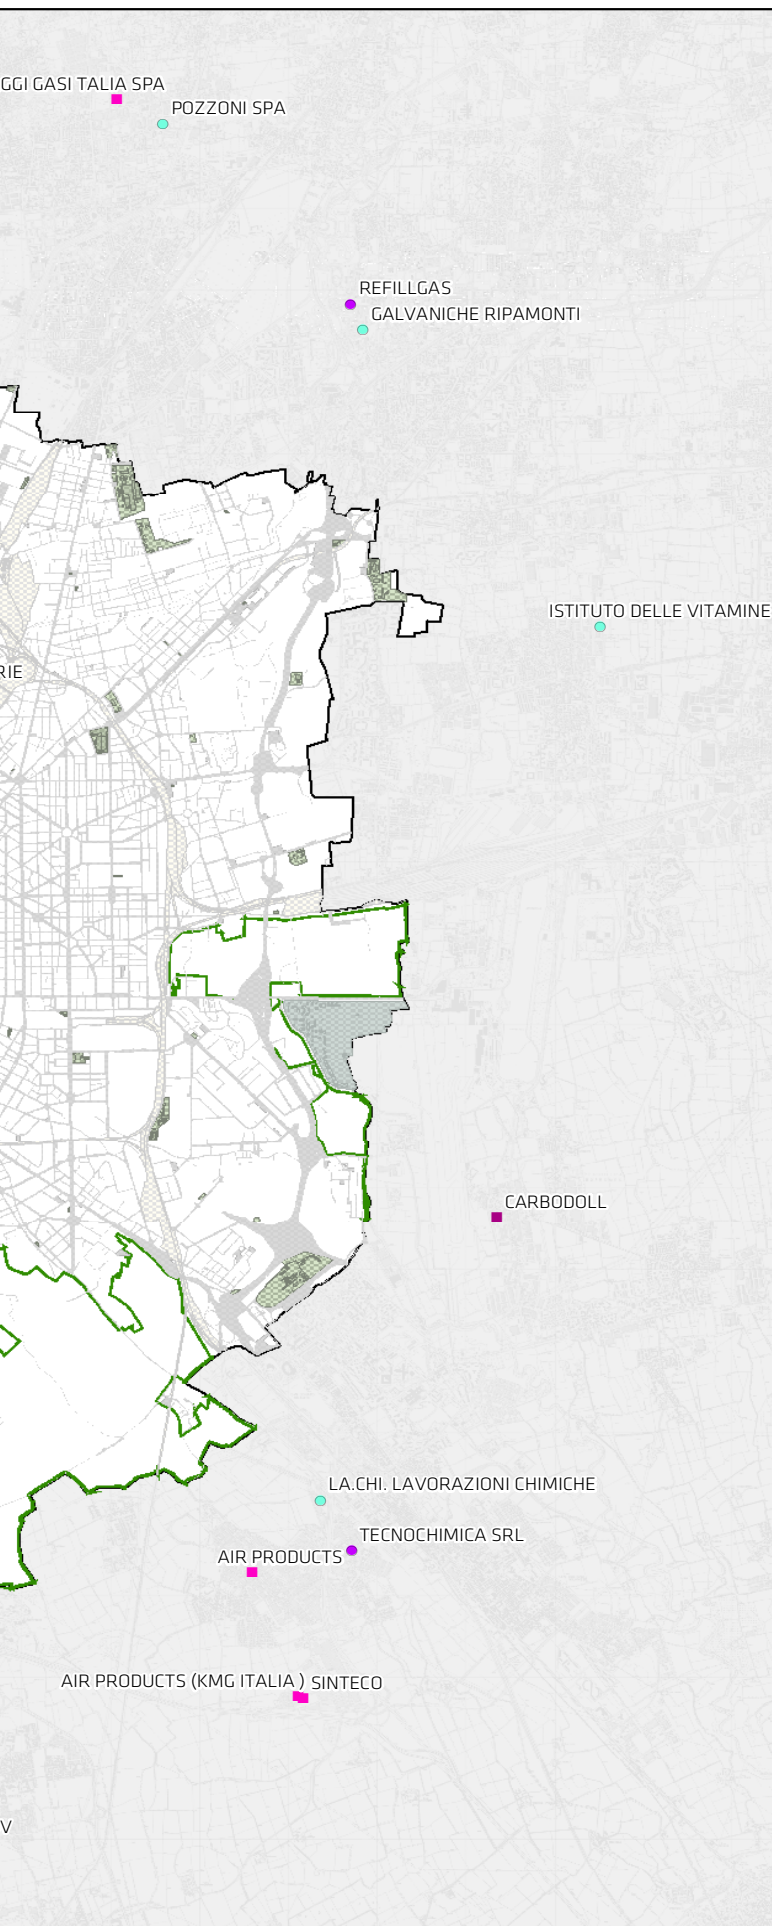 GGI GASI TALIA SPA
POZZONI SPA
REFILLGAS
GALVANICHE RIPAMONTI
ISTITUTO DELLE VITAMINE
RIE
CARBODOLL
LA.CHI. LAVORAZIONI CHIMICHE
TECNOCHIMICA SRL
AIR PRODUCTS
AIR PRODUCTS (KMG ITALIA ) SINTECO
V